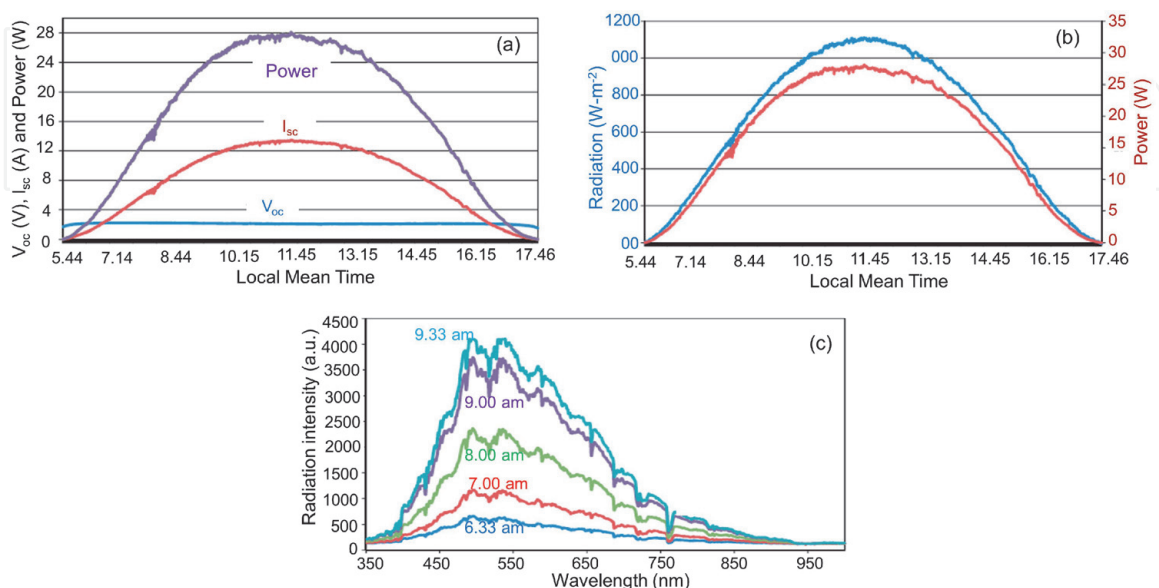 (a)
V_oc (V), I_sc (A) and Power (W)
28
24
20
16
12
8
4
0
Power
I_sc
V_oc
5.44 7.14 8.44 10.15 11.45 13.15 14.45 16.15 17.46
Local Mean Time
(b)
Radiation (W-m-2)
1200
1000
800
600
400
200
00
Power (W)
35
30
25
20
15
10
5
0
5.44 7.14 8.44 10.15 11.45 13.15 14.45 16.15 17.46
Local Mean Time
(c)
Radiation intensity (a.u.)
4500
4000
3500
3000
2500
2000
1500
1000
500
0
9.33 am
9.00 am
8.00 am
7.00 am
6.33 am
350 450 550 650 750 850 950
Wavelength (nm)